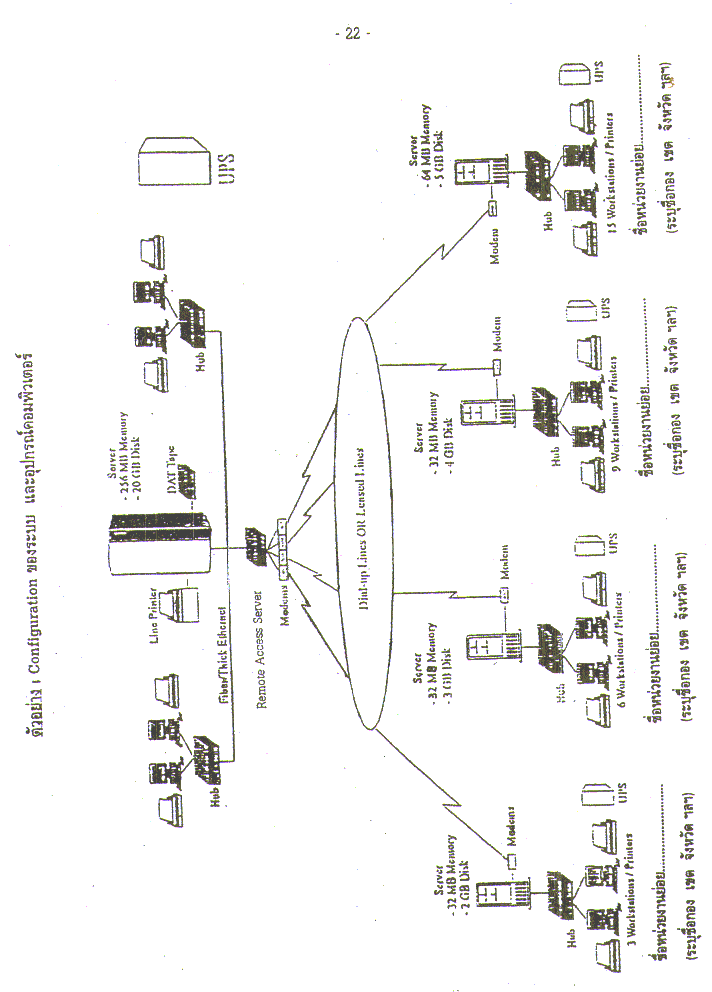 - 22 -
ตัวอย่าง ; Configuration ของระบบ และอุปกรณ์คอมพิวเตอร์
Server
- 256 MB Memory
- 20 GB Disk
UPS
Line Printer
DAT Tape
Hub
Hub
Fiber/Thick Ethernet
Remote Access Server
Modems
Dial-up Lines OR Leased Lines
Server
- 32 MB Memory
- 2 GB Disk
Modems
Hub
UPS
3 Workstations / Printers
ชื่อหน่วยงานย่อย........................
(ระบุชื่อกอง เขต จังหวัด ฯลฯ)
Server
- 32 MB Memory
- 3 GB Disk
Modem
Hub
UPS
6 Workstations / Printers
ชื่อหน่วยงานย่อย........................
(ระบุชื่อกอง เขต จังหวัด ฯลฯ)
Server
- 32 MB Memory
- 4 GB Disk
Modem
Hub
UPS
9 Workstations / Printers
ชื่อหน่วยงานย่อย........................
(ระบุชื่อกอง เขต จังหวัด ฯลฯ)
Server
- 64 MB Memory
- 5 GB Disk
Modem
Hub
UPS
15 Workstations / Printers
ชื่อหน่วยงานย่อย........................
(ระบุชื่อกอง เขต จังหวัด ฯลฯ)